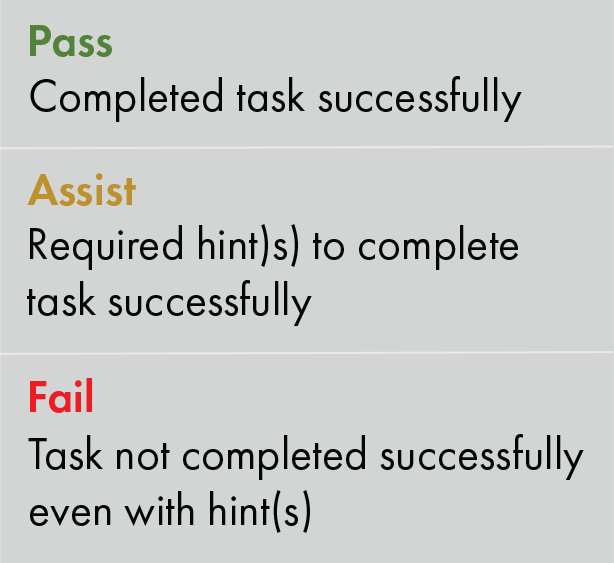 Pass
Completed task successfully
Assist
Required hint)s) to complete
task successfully
Fail
Task not completed successfully
even with hint(s)